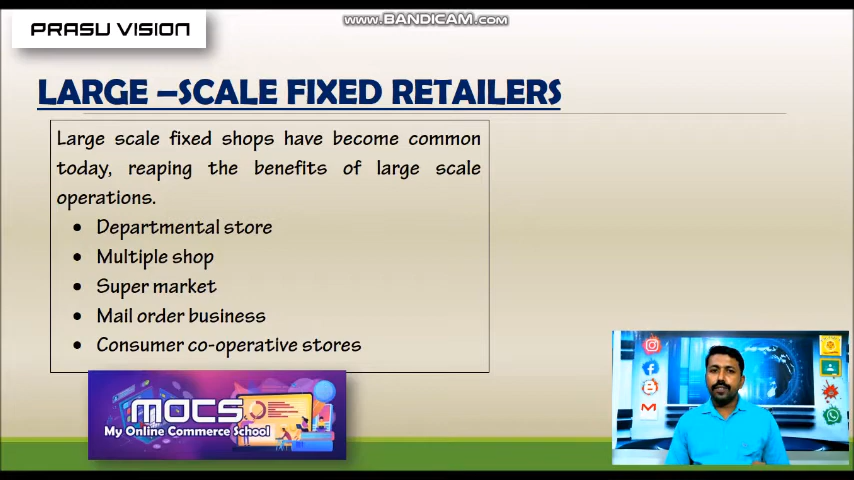 PRASU VISION
WWW.BANDICAM.COM
LARGE –SCALE FIXED RETAILERS
Large scale fixed shops have become common
today, reaping the benefits of large scale
operations.
• Departmental store
• Multiple shop
• Super market
• Mail order business
• Consumer co-operative stores
MOCS
My Online Commerce School